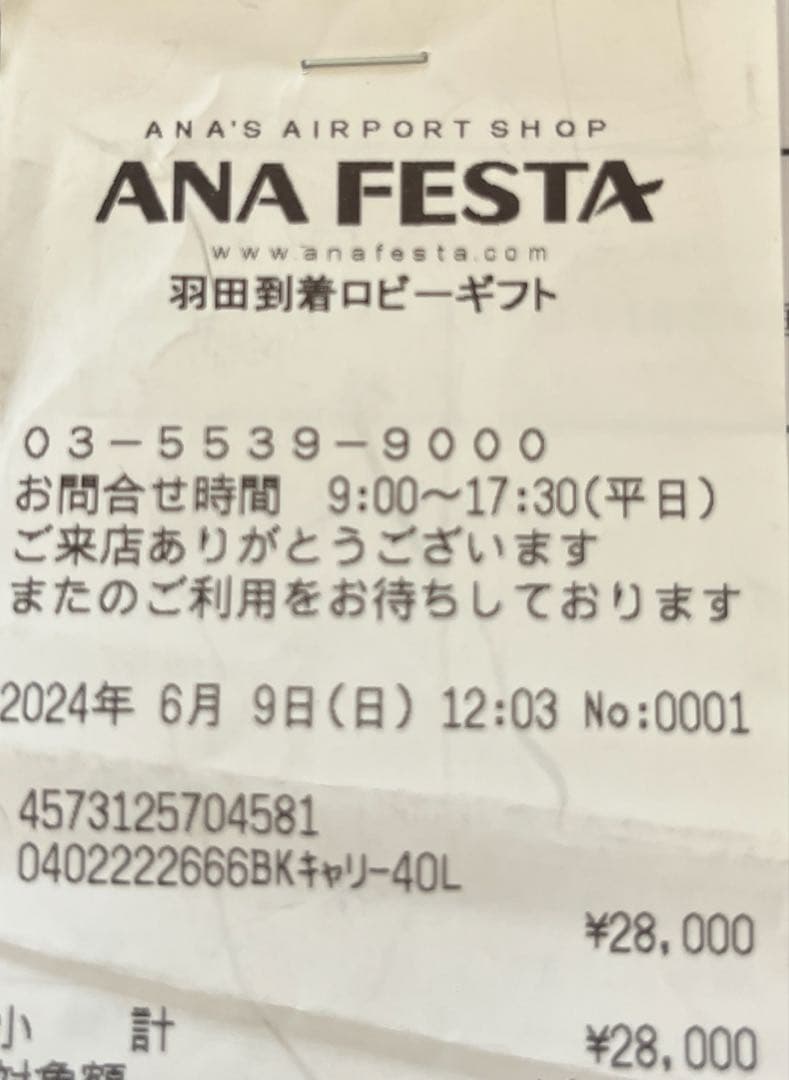 ANA'S AIRPORT SHOP
ANA FESTA
www.anafesta.com
羽田到着ロビーギフト
03-5539-9000
お問合せ時間 9:00~17:30(平日)
ご来店ありがとうございます
またのご利用をお待ちしております
2024年 6月 9日(日) 12:03 No:0001
4573125704581
0402222666BKｷｬﾘｰ40L
¥28,000
小 計 ¥28,000
対象額